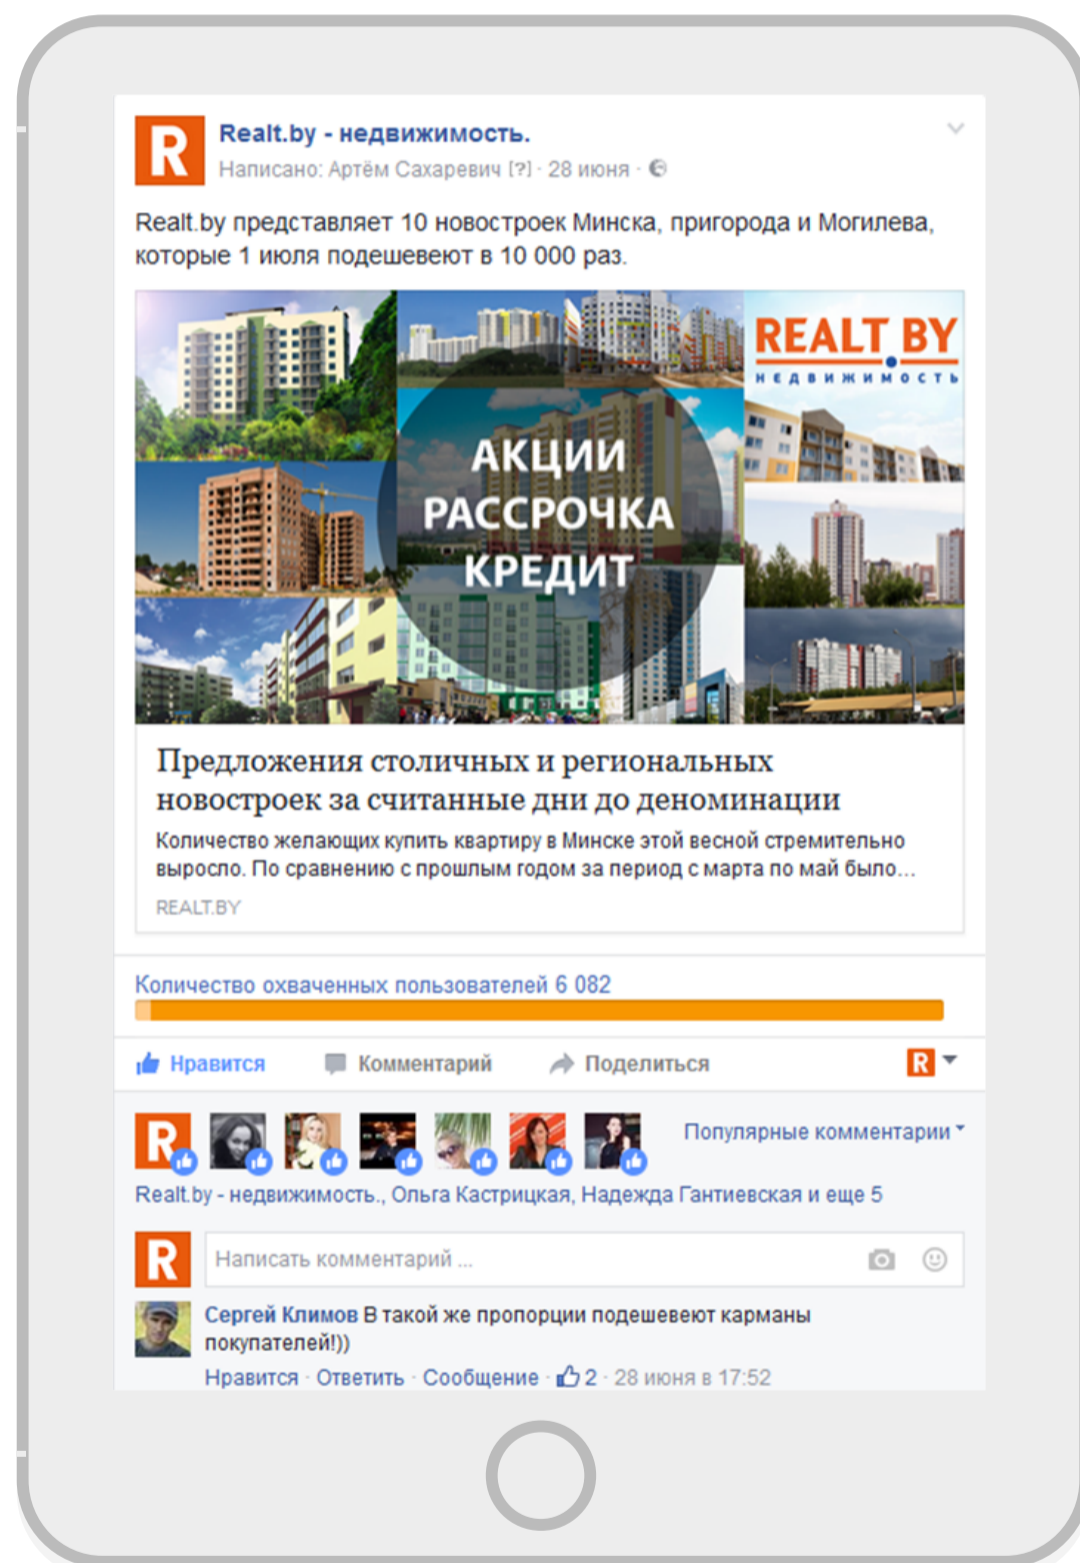 Realt.by - недвижимость.
Написано: Артём Сахаревич [?] · 28 июня ·
Realt.by представляет 10 новостроек Минска, пригорода и Могилева,
которые 1 июля подешевеют в 10 000 раз.
REALT.BY
НЕДВИЖИМОСТЬ
АКЦИИ
РАССРОЧКА
КРЕДИТ
Предложения столичных и региональных
новостроек за считанные дни до деноминации
Количество желающих купить квартиру в Минске этой весной стремительно
выросло. По сравнению с прошлым годом за период с марта по май было...
REALT.BY
Количество охваченных пользователей 6 082
Нравится Комментарий Поделиться R
R Популярные комментарии
Realt.by - недвижимость., Ольга Кастрицкая, Надежда Гантиевская и еще 5
R Написать комментарий ...
Сергей Климов В такой же пропорции подешевеют карманы
покупателей!))
Нравится · Ответить · Сообщение · 2 · 28 июня в 17:52